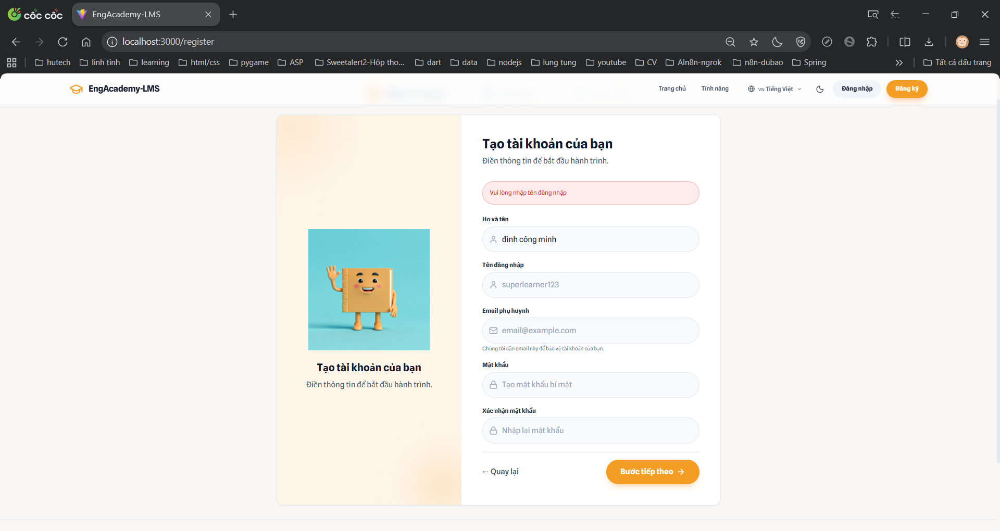 cốc cốc
EngAcademy-LMS
localhost:3000/register
hutech
linh tinh
learning
html/css
pygame
ASP
Sweetalert2-Hộp tho...
dart
data
nodejs
lung tung
youtube
CV
AIn8n-ngrok
n8n-dubao
Spring
Tất cả dấu trang
EngAcademy-LMS
Trang chủ
Tính năng
VN Tiếng Việt
Đăng nhập
Đăng ký
Tạo tài khoản của bạn
Điền thông tin để bắt đầu hành trình.
Tạo tài khoản của bạn
Điền thông tin để bắt đầu hành trình.
Vui lòng nhập tên đăng nhập
Họ và tên
đinh công minh
Tên đăng nhập
superlearner123
Email phụ huynh
email@example.com
Chúng tôi cần email này để bảo vệ tài khoản của bạn.
Mật khẩu
Tạo mật khẩu bí mật
Xác nhận mật khẩu
Nhập lại mật khẩu
← Quay lại
Bước tiếp theo →